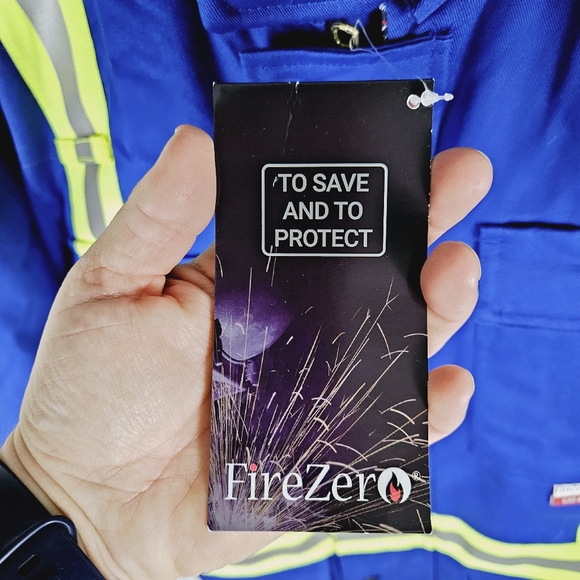 TO SAVE
AND TO
PROTECT
FireZero®